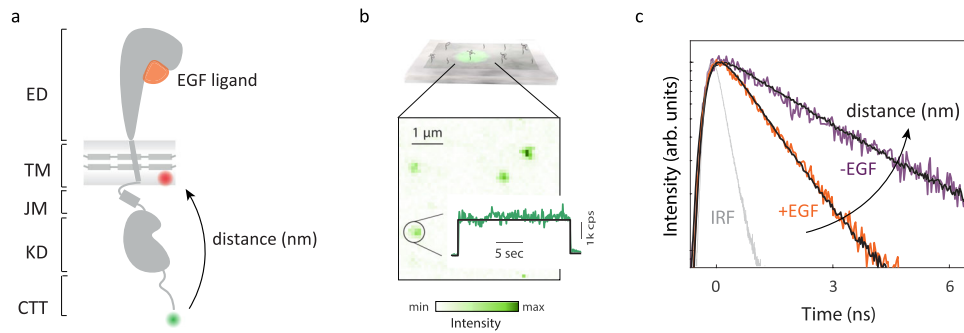 a
ED
TM
JM
KD
CTT
EGF ligand
distance (nm)
b
1 μm
5 sec
1k cps
min
max
Intensity
c
Intensity (arb. units)
distance (nm)
-EGF
+EGF
IRF
0
3
6
Time (ns)